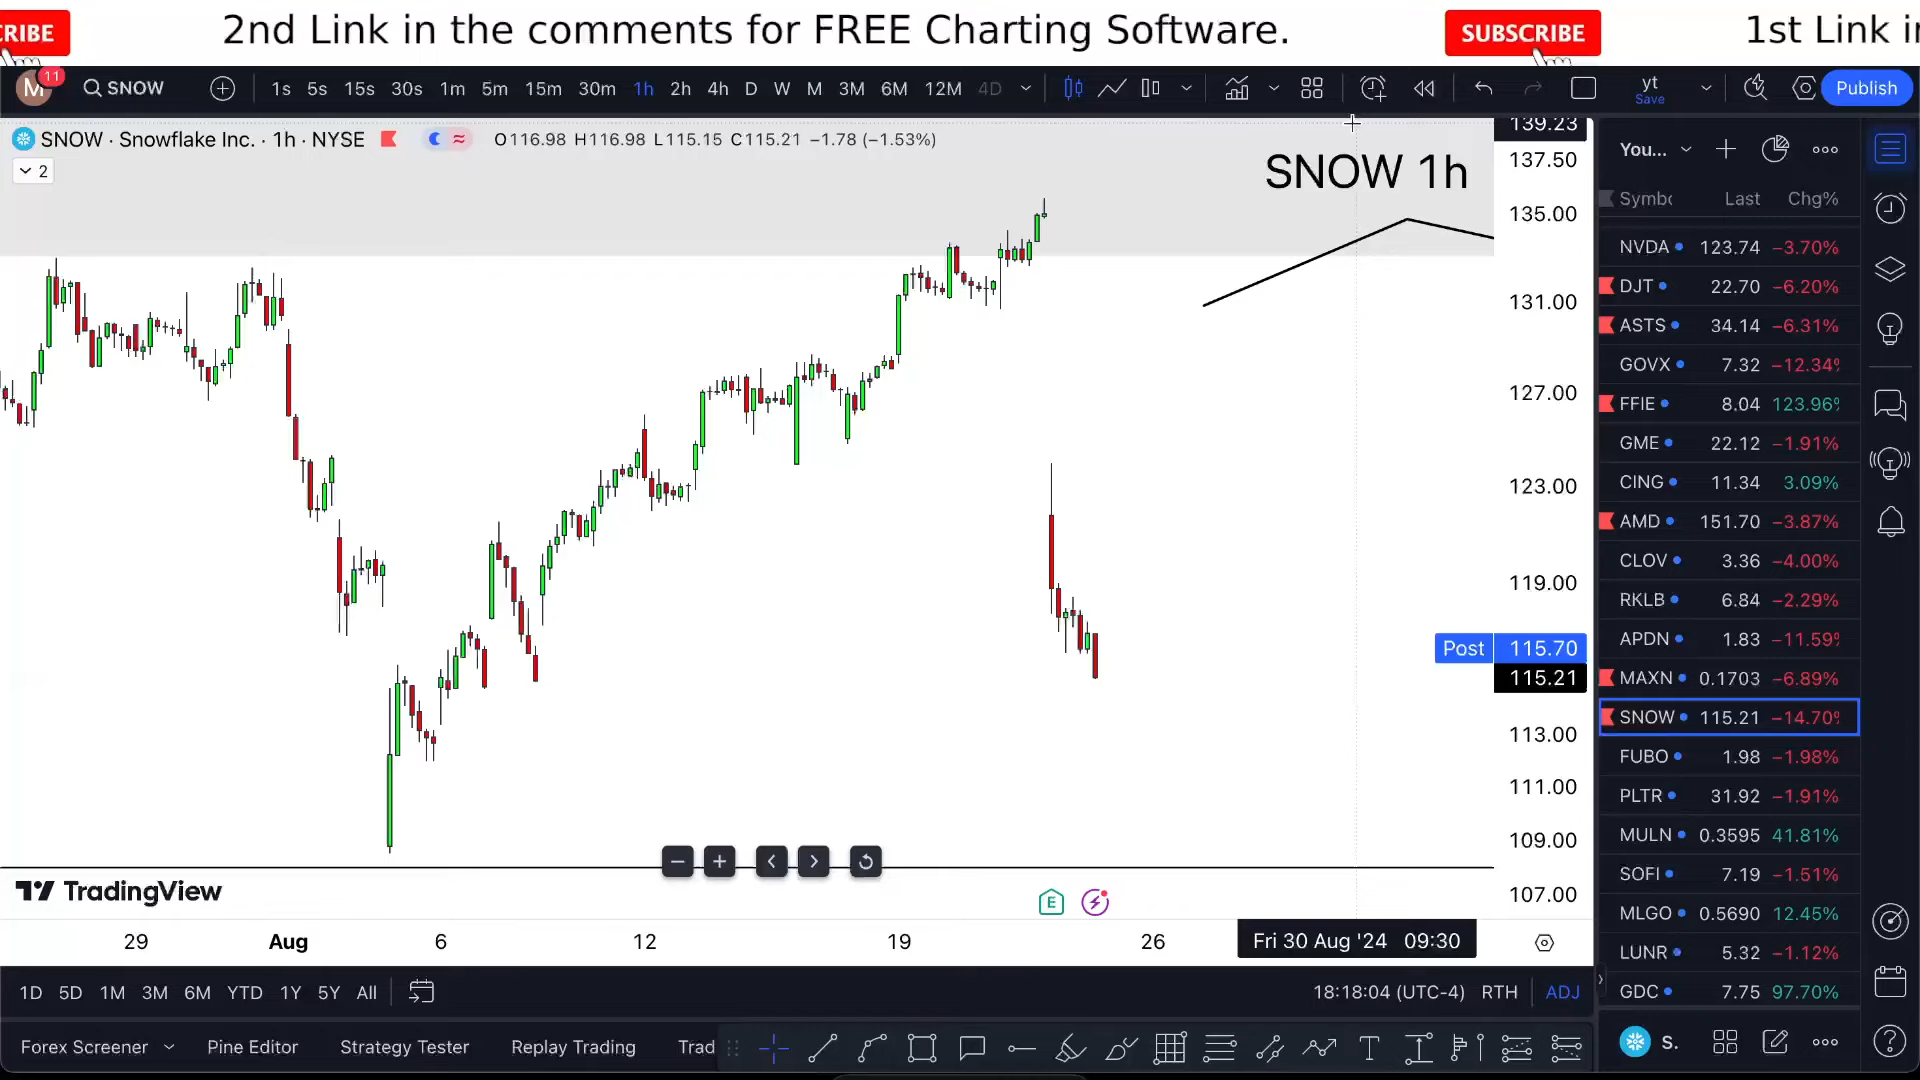 RIBE 2nd Link in the comments for FREE Charting Software. SUBSCRIBE 1st Link i
M 11 SNOW 1s 5s 15s 30s 1m 5m 15m 30m 1h 2h 4h D W M 3M 6M 12M 4D yt Save Publish
SNOW · Snowflake Inc. · 1h · NYSE O116.98 H116.98 L115.15 C115.21 −1.78 (−1.53%)
2
SNOW 1h
139.23
137.50
135.00
131.00
127.00
123.00
119.00
Post 115.70
115.21
113.00
111.00
109.00
107.00
TradingView
E
29 Aug 6 12 19 26 Fri 30 Aug '24 09:30
1D 5D 1M 3M 6M YTD 1Y 5Y All 18:18:04 (UTC-4) RTH ADJ
Forex Screener Pine Editor Strategy Tester Replay Trading Trad T
You...
Symb Last Chg%
NVDA 123.74 −3.70%
DJT 22.70 −6.20%
ASTS 34.14 −6.31%
GOVX 7.32 −12.34%
FFIE 8.04 123.96%
GME 22.12 −1.91%
CING 11.34 3.09%
AMD 151.70 −3.87%
CLOV 3.36 −4.00%
RKLB 6.84 −2.29%
APDN 1.83 −11.59%
MAXN 0.1703 −6.89%
SNOW 115.21 −14.70%
FUBO 1.98 −1.98%
PLTR 31.92 −1.91%
MULN 0.3595 41.81%
SOFI 7.19 −1.51%
MLGO 0.5690 12.45%
LUNR 5.32 −1.12%
GDC 7.75 97.70%
S.